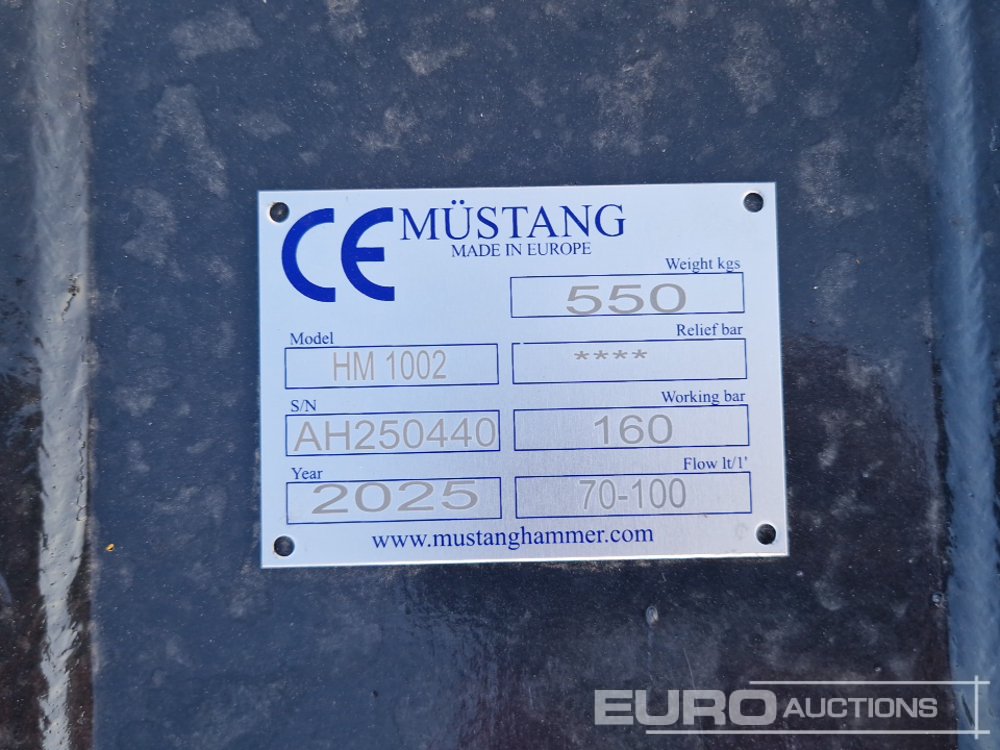 CE MÜSTANG
MADE IN EUROPE
Weight kgs
550
Model
HM 1002
Relief bar
****
S/N
AH250440
Working bar
160
Year
2025
Flow lt/1'
70-100
www.mustanghammer.com
EURO AUCTIONS